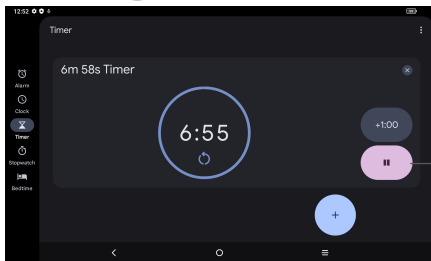 12:52
Timer
6m 58s Timer
6:55
+1:00
Alarm
Clock
Timer
Stopwatch
Bedtime